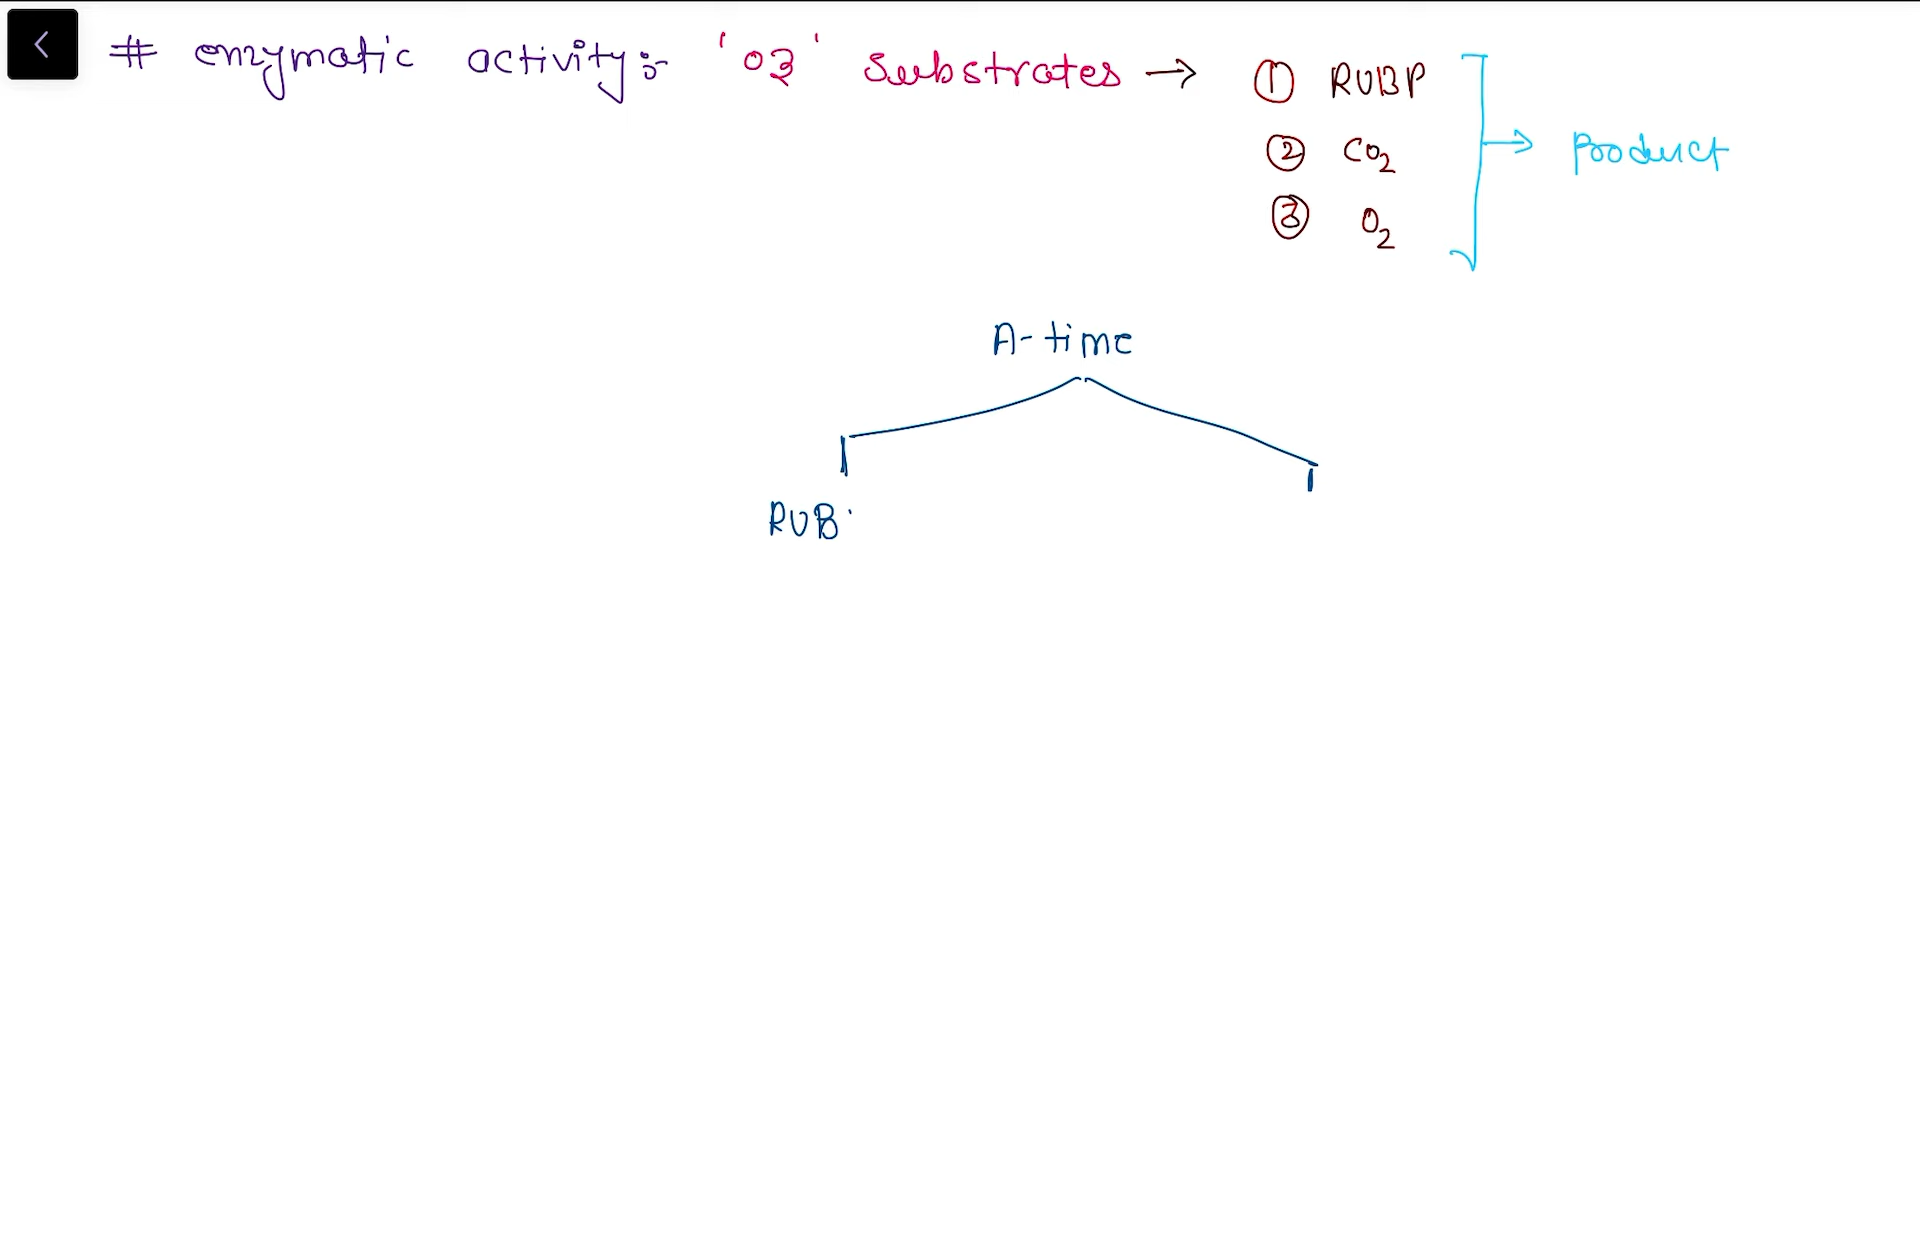 # enzymatic activity:- '03' Substrates → ① RUBP
② CO₂
③ O₂
→ Product
A-time
RUB